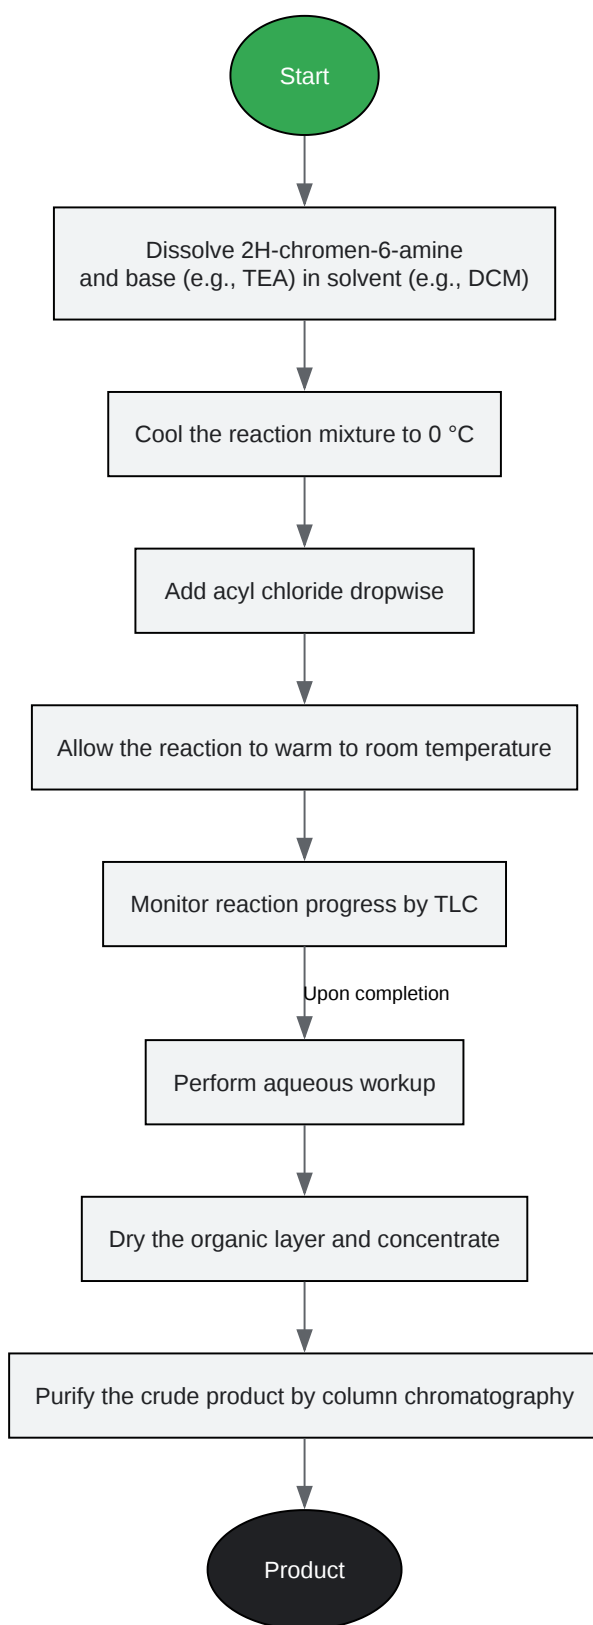 Start
Dissolve 2H-chromen-6-amine
and base (e.g., TEA) in solvent (e.g., DCM)
Cool the reaction mixture to 0 °C
Add acyl chloride dropwise
Allow the reaction to warm to room temperature
Monitor reaction progress by TLC
Upon completion
Perform aqueous workup
Dry the organic layer and concentrate
Purify the crude product by column chromatography
Product